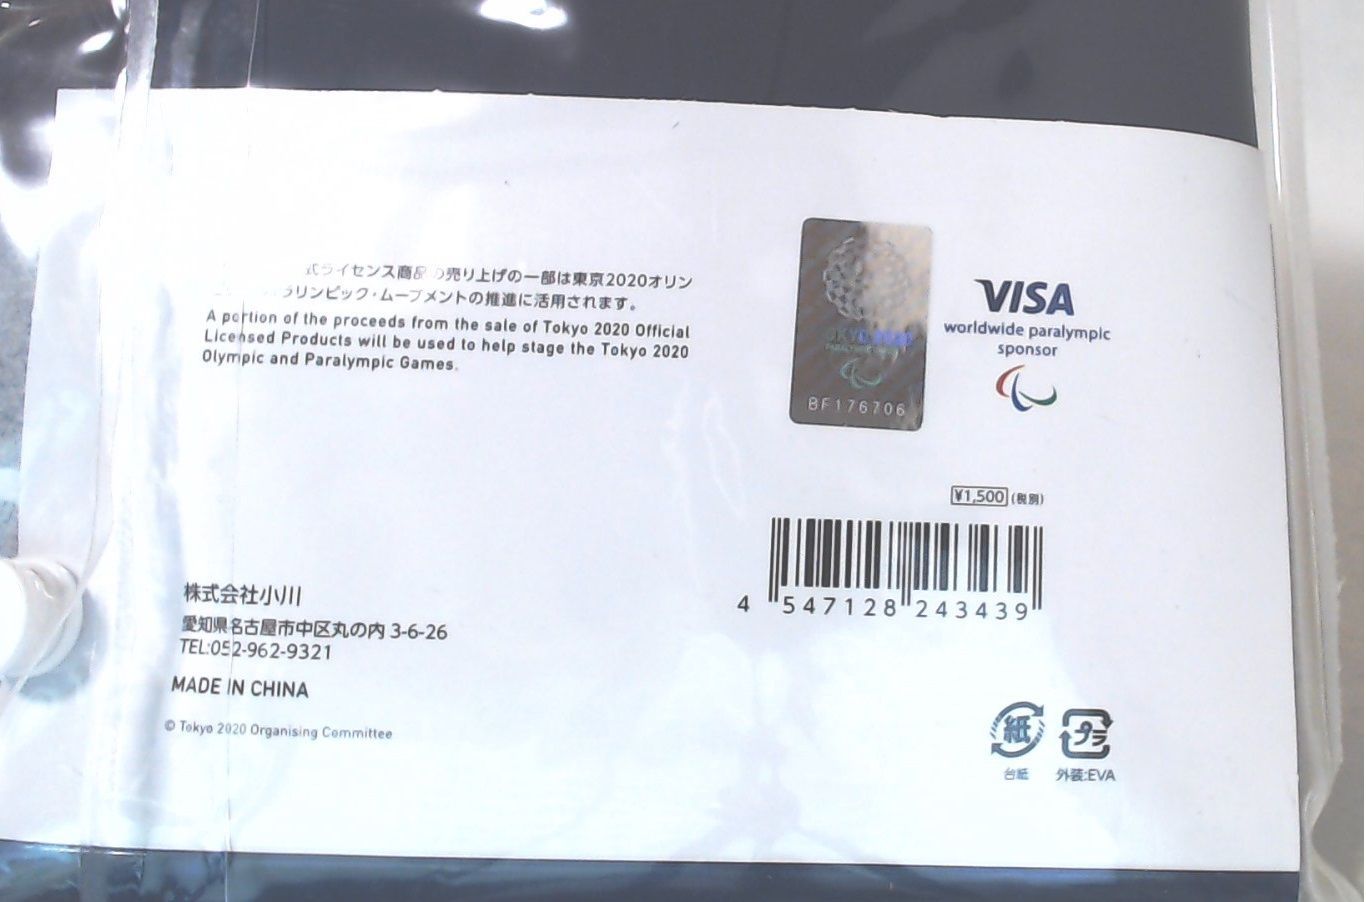 式ライセンス商品の売り上げの一部は東京2020オリン
ラリンピック・ムーブメントの推進に活用されます。
A portion of the proceeds from the sale of Tokyo 2020 Official
Licensed Products will be used to help stage the Tokyo 2020
Olympic and Paralympic Games.
BF176706
VISA
worldwide paralympic
sponsor
¥1,500 (税別)
4 547128 243439
株式会社小川
愛知県名古屋市中区丸の内 3-6-26
TEL:052-962-9321
MADE IN CHINA
© Tokyo 2020 Organising Committee
紙
台紙
プラ
外装:EVA